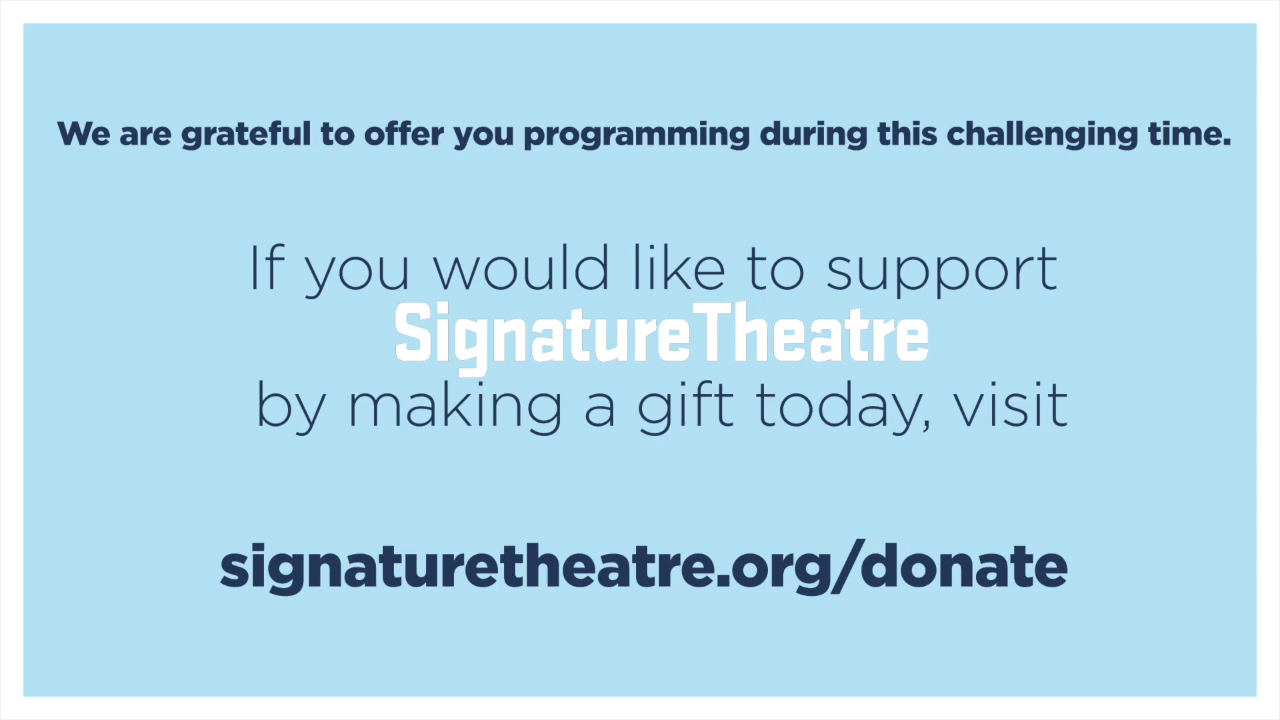 We are grateful to offer you programming during this challenging time.
If you would like to support
SignatureTheatre
by making a gift today, visit
signaturetheatre.org/donate